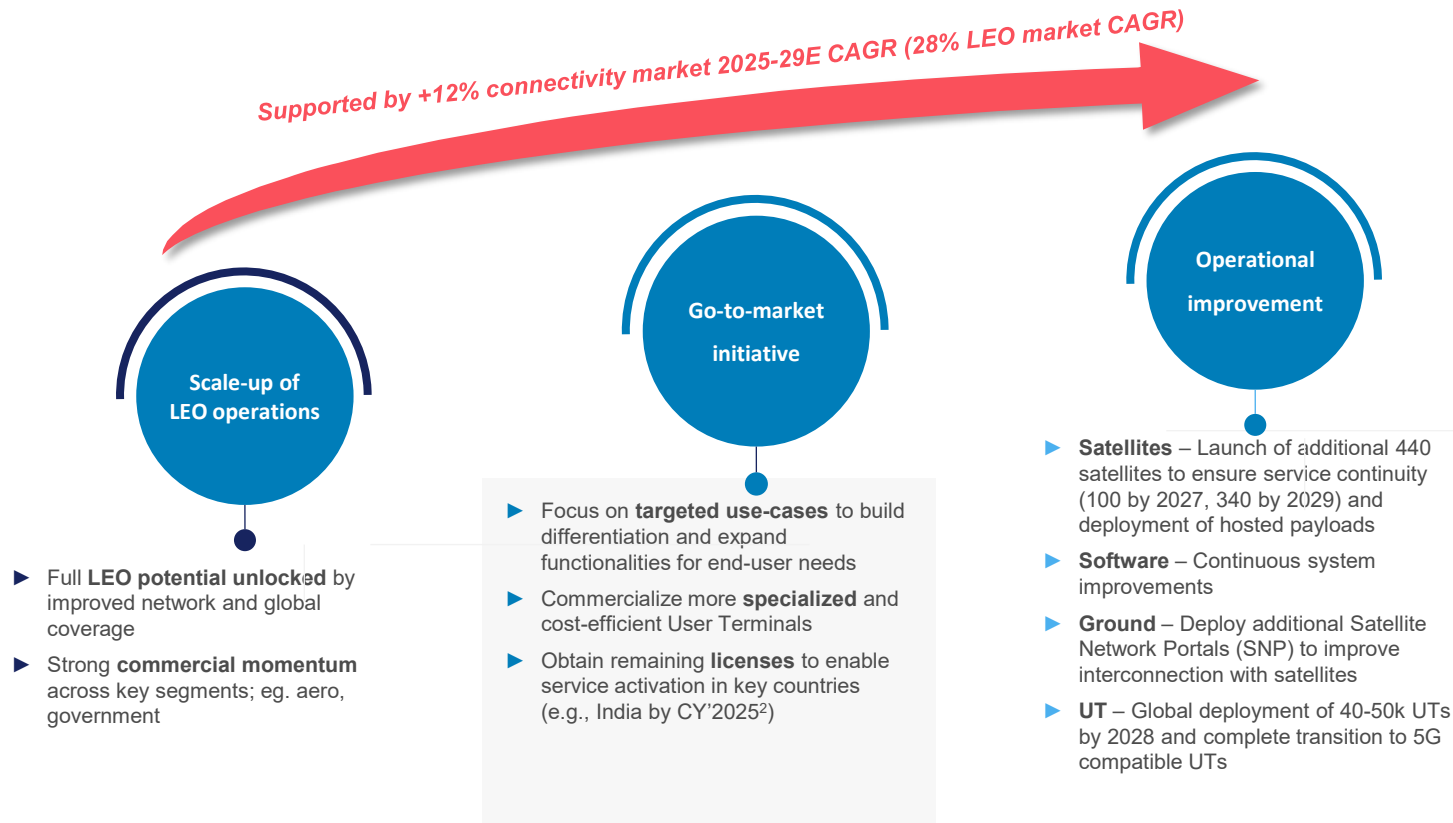 Supported by +12% connectivity market 2025-29E CAGR (28% LEO market CAGR)
Scale-up of
LEO operations
► Full LEO potential unlocked by
improved network and global
coverage
► Strong commercial momentum
across key segments; eg. aero,
government
Go-to-market
initiative
► Focus on targeted use-cases to build
differentiation and expand
functionalities for end-user needs
► Commercialize more specialized and
cost-efficient User Terminals
► Obtain remaining licenses to enable
service activation in key countries
(e.g., India by CY'2025²)
Operational
improvement
► Satellites – Launch of additional 440
satellites to ensure service continuity
(100 by 2027, 340 by 2029) and
deployment of hosted payloads
► Software – Continuous system
improvements
► Ground – Deploy additional Satellite
Network Portals (SNP) to improve
interconnection with satellites
► UT – Global deployment of 40-50k UTs
by 2028 and complete transition to 5G
compatible UTs